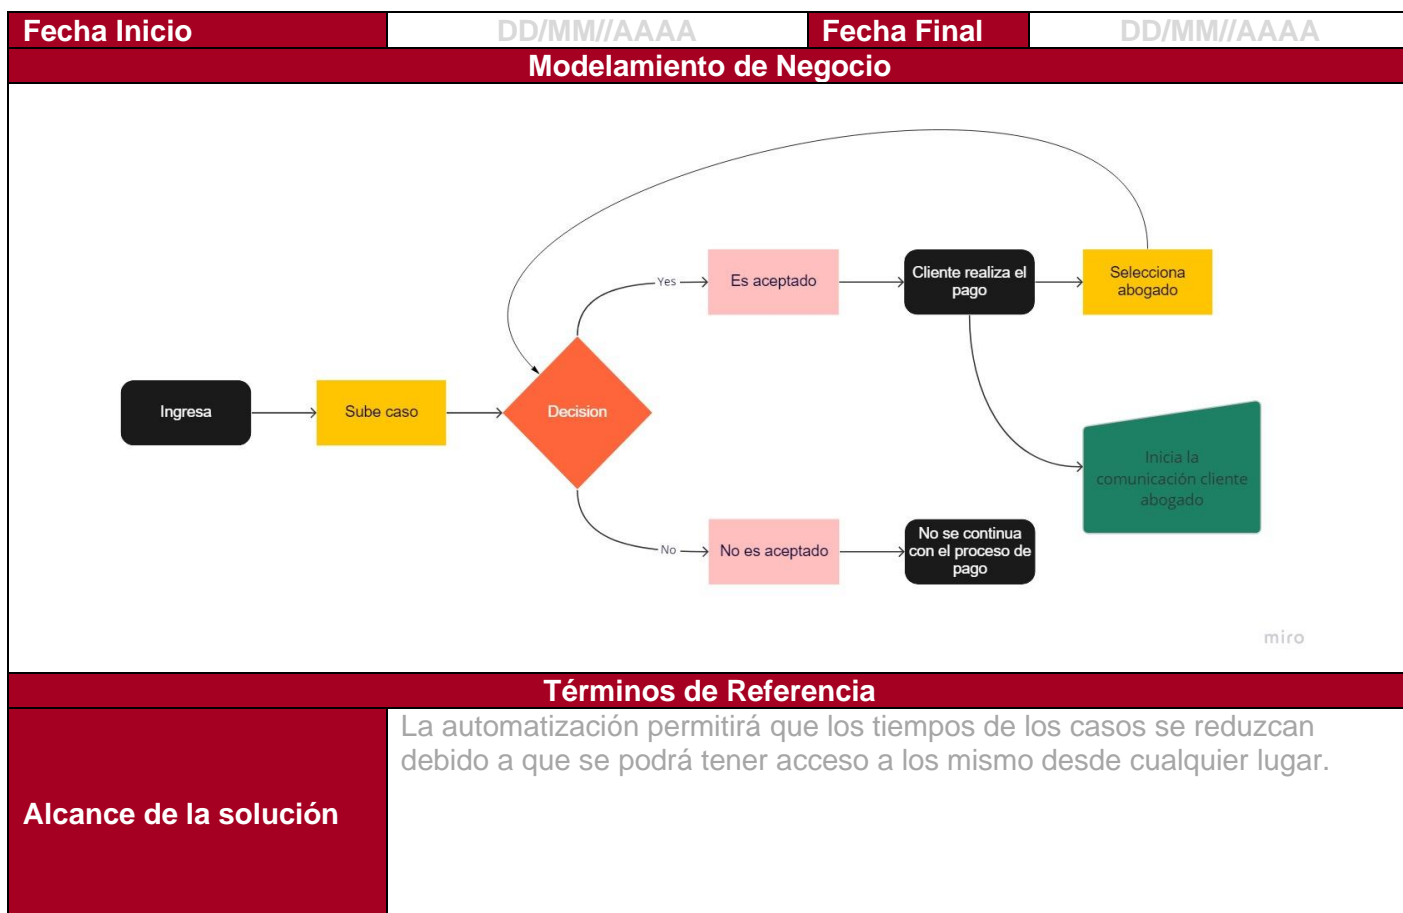 Fecha Inicio DD/MM//AAAA Fecha Final DD/MM//AAAA
Modelamiento de Negocio
Yes
Es aceptado
Cliente realiza el
pago
Selecciona
abogado
Ingresa
Sube caso
Decision
Inicia la
comunicación cliente
abogado
No
No es aceptado
No se continua
con el proceso de
pago
miro
Términos de Referencia
Alcance de la solución
La automatización permitirá que los tiempos de los casos se reduzcan
debido a que se podrá tener acceso a los mismo desde cualquier lugar.